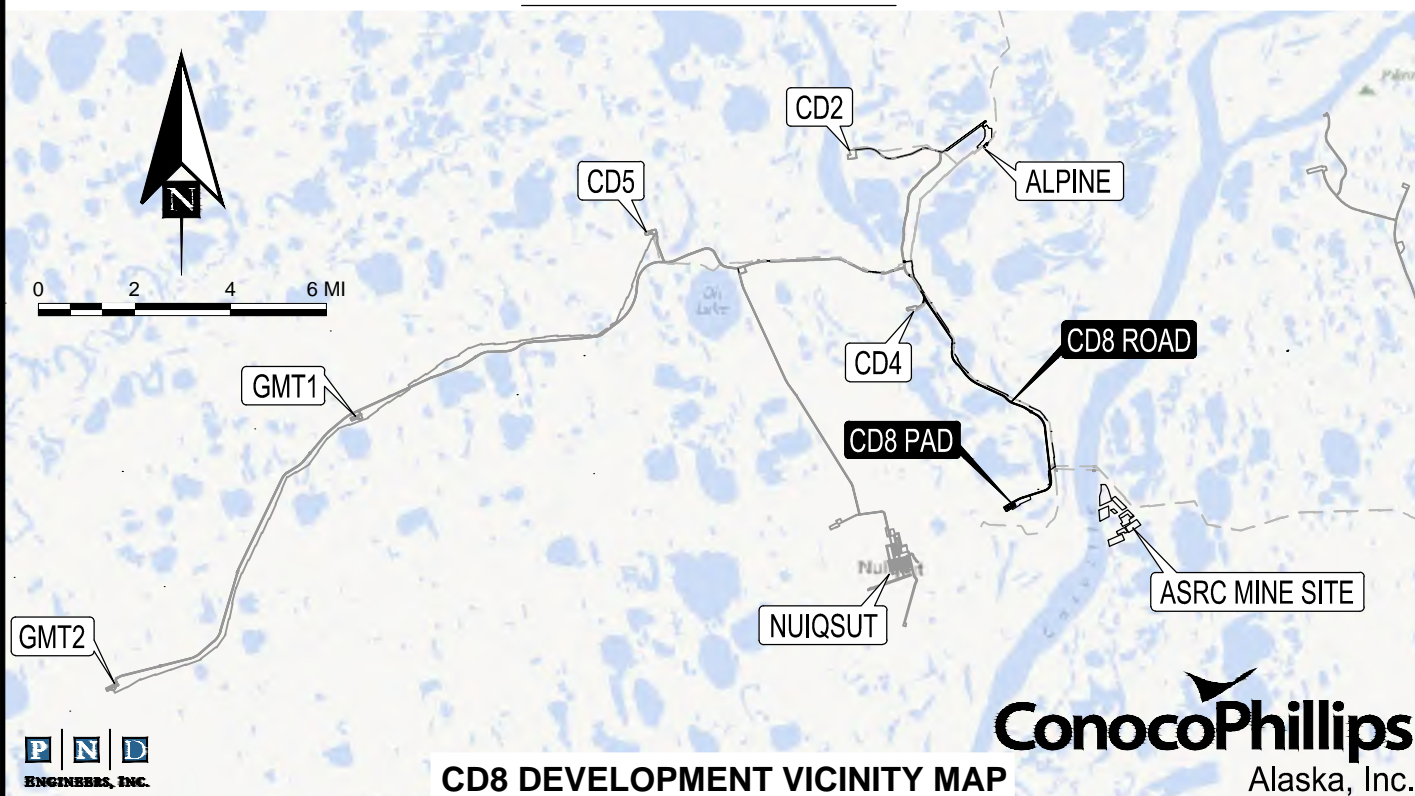 CD2
ALPINE
CD5
N
0 2 4 6 MI
CD4
CD8 ROAD
GMT1
CD8 PAD
NUIQSUT
ASRC MINE SITE
GMT2
P N D
ENGINEERS, INC.
CD8 DEVELOPMENT VICINITY MAP
ConocoPhillips
Alaska, Inc.